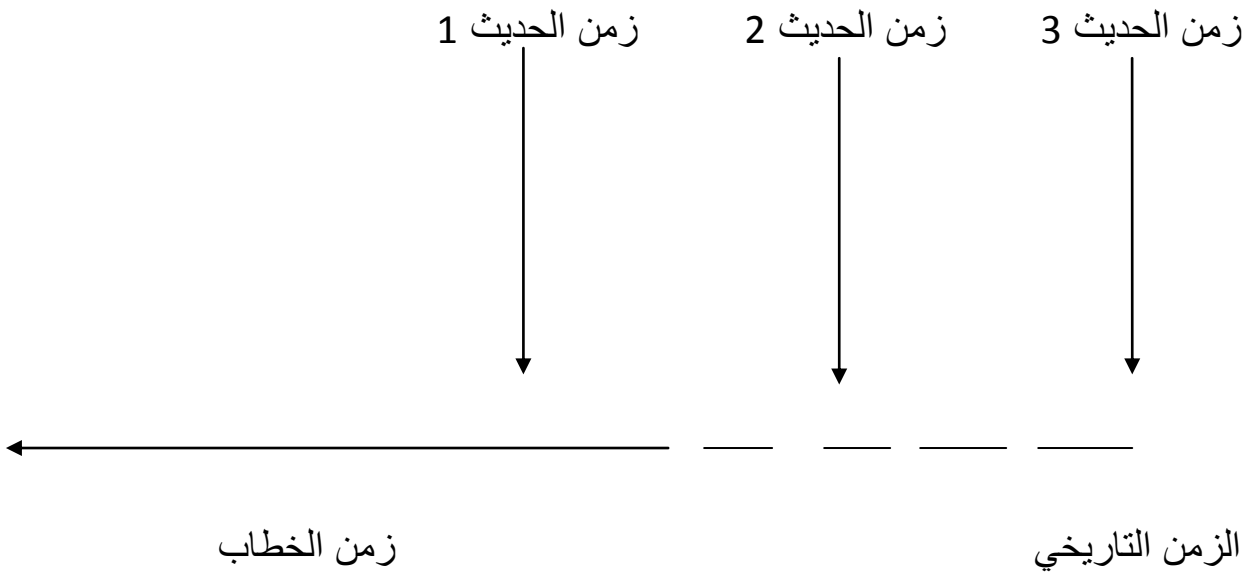 زمن الحديث 3 زمن الحديث 2 زمن الحديث 1
الزمن التاريخي زمن الخطاب